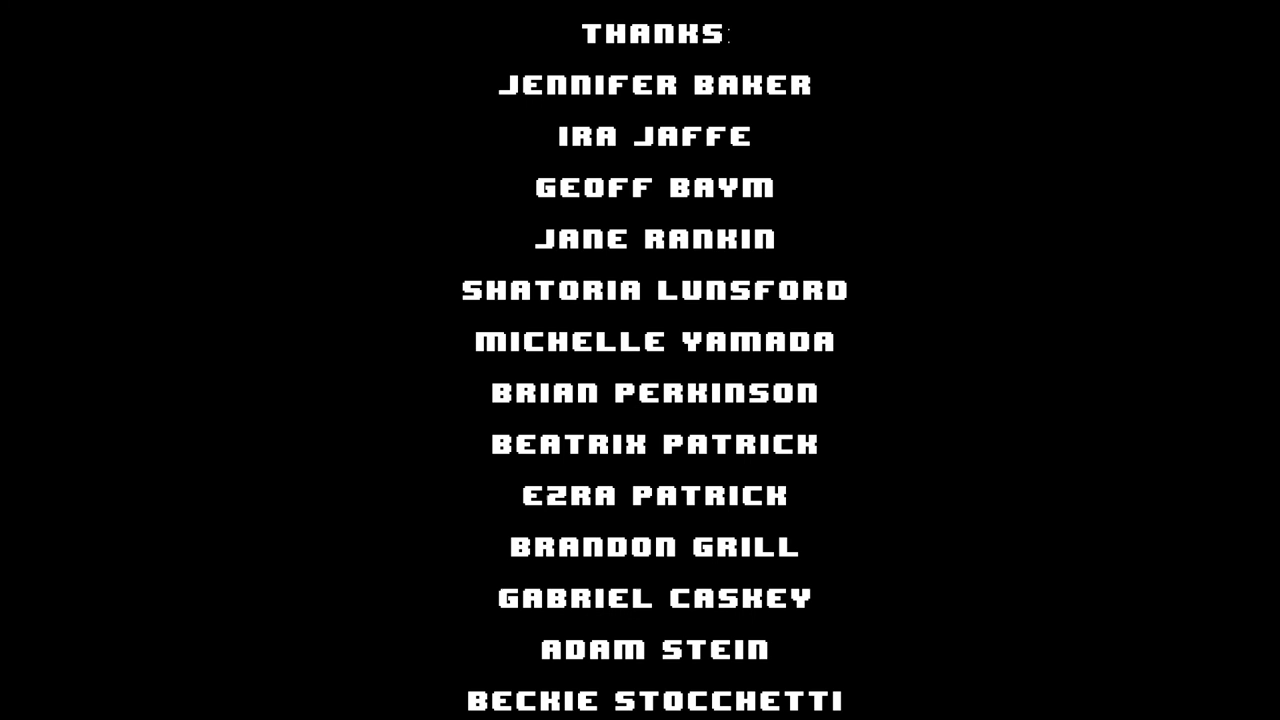 THANKS:
JENNIFER BAKER
IRA JAFFE
GEOFF BAYM
JANE RANKIN
SHATORIA LUNSFORD
MICHELLE YAMADA
BRIAN PERKINSON
BEATRIX PATRICK
EZRA PATRICK
BRANDON GRILL
GABRIEL CASKEY
ADAM STEIN
BECKIE STOCCHETTI